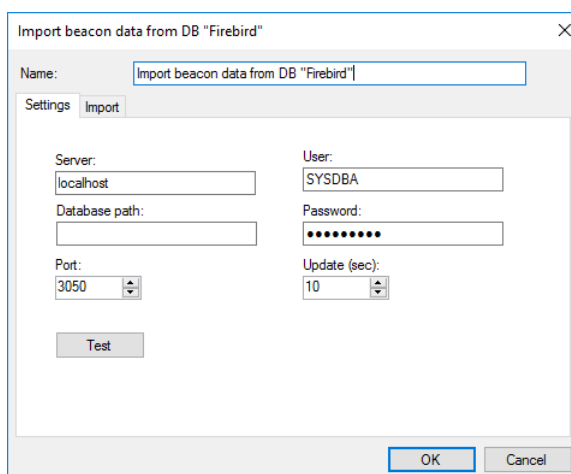 Import beacon data from DB "Firebird"
Name: Import beacon data from DB "Firebird"
Settings Import
Server: User:
localhost SYSDBA
Database path: Password:
●●●●●●●●●
Port: Update (sec):
3050 10
Test
OK Cancel